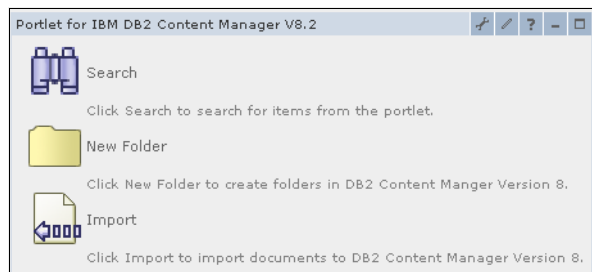 Portlet for IBM DB2 Content Manager V8.2 ?
Search
Click Search to search for items from the portlet.
New Folder
Click New Folder to create folders in DB2 Content Manger Version 8.
Import
Click Import to import documents to DB2 Content Manager Version 8.